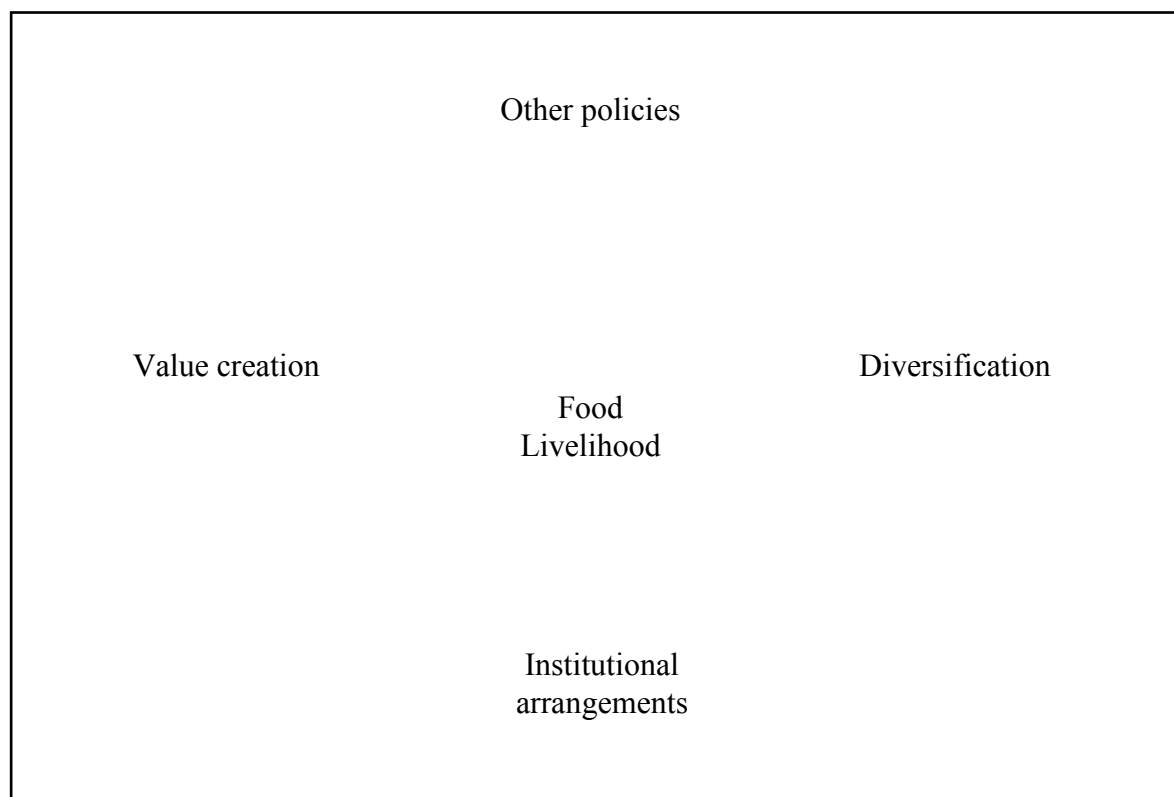 Other policies
Value creation
Diversification
Food
Livelihood
Institutional
arrangements